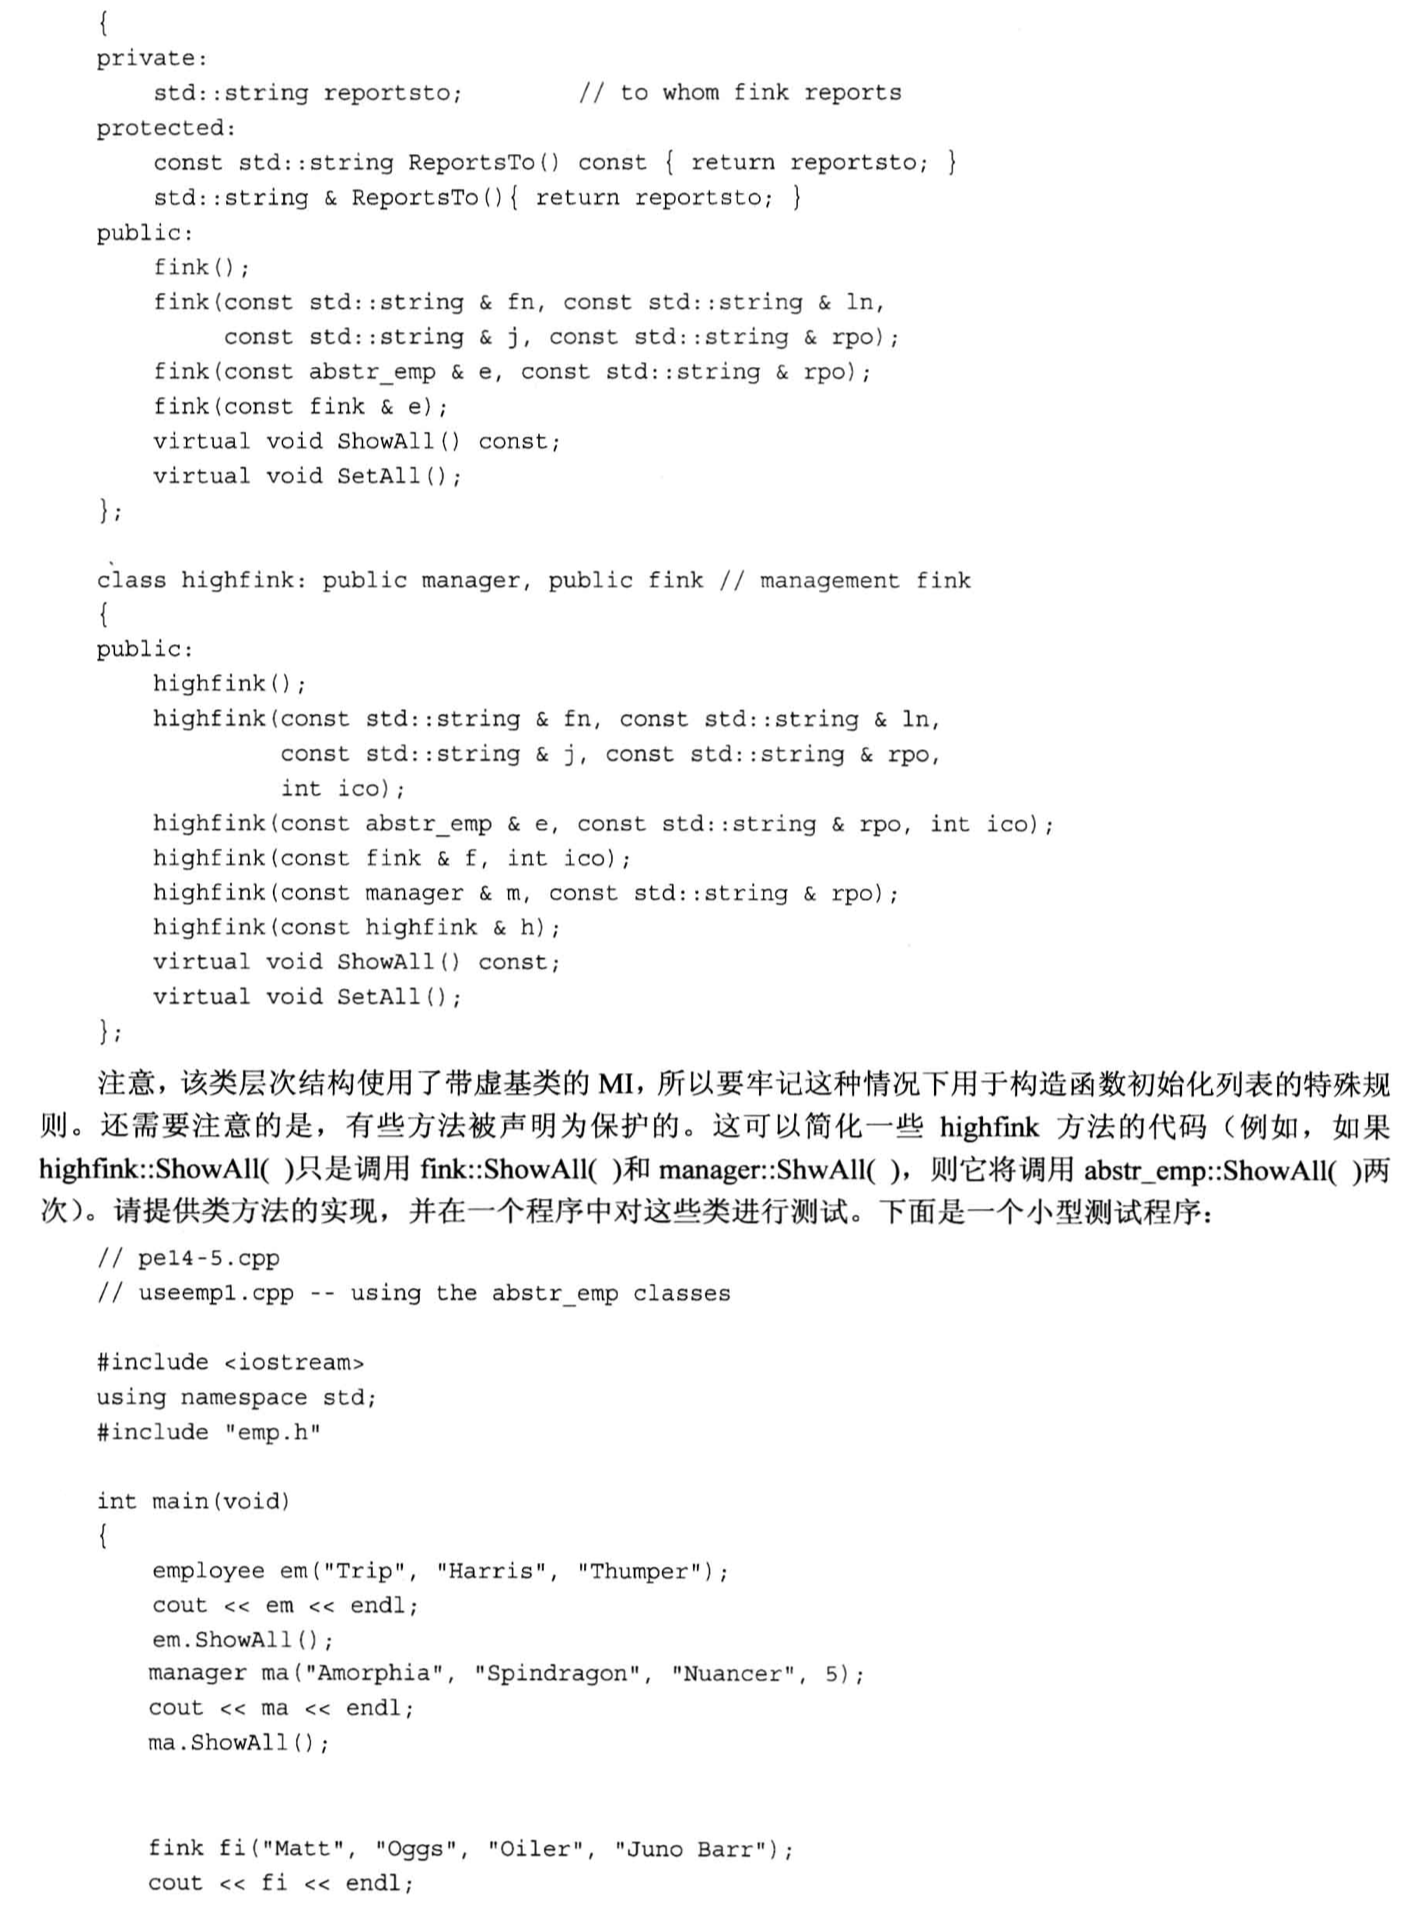 {
private:
    std::string reportsto;        // to whom fink reports
protected:
    const std::string ReportsTo() const { return reportsto; }
    std::string & ReportsTo(){ return reportsto; }
public:
    fink();
    fink(const std::string & fn, const std::string & ln,
         const std::string & j, const std::string & rpo);
    fink(const abstr_emp & e, const std::string & rpo);
    fink(const fink & e);
    virtual void ShowAll() const;
    virtual void SetAll();
};
class highfink: public manager, public fink // management fink
{
public:
    highfink();
    highfink(const std::string & fn, const std::string & ln,
             const std::string & j, const std::string & rpo,
             int ico);
    highfink(const abstr_emp & e, const std::string & rpo, int ico);
    highfink(const fink & f, int ico);
    highfink(const manager & m, const std::string & rpo);
    highfink(const highfink & h);
    virtual void ShowAll() const;
    virtual void SetAll();
};
注意，该类层次结构使用了带虚基类的 MI，所以要牢记这种情况下用于构造函数初始化列表的特殊规
则。还需要注意的是，有些方法被声明为保护的。这可以简化一些 highfink 方法的代码（例如，如果
highfink::ShowAll( )只是调用 fink::ShowAll( )和 manager::ShwAll( )，则它将调用 abstr_emp::ShowAll( )两
次）。请提供类方法的实现，并在一个程序中对这些类进行测试。下面是一个小型测试程序：
// pe14-5.cpp
// useemp1.cpp -- using the abstr_emp classes
#include <iostream>
using namespace std;
#include "emp.h"
int main(void)
{
    employee em("Trip", "Harris", "Thumper");
    cout << em << endl;
    em.ShowAll();
    manager ma("Amorphia", "Spindragon", "Nuancer", 5);
    cout << ma << endl;
    ma.ShowAll();
    fink fi("Matt", "Oggs", "Oiler", "Juno Barr");
    cout << fi << endl;